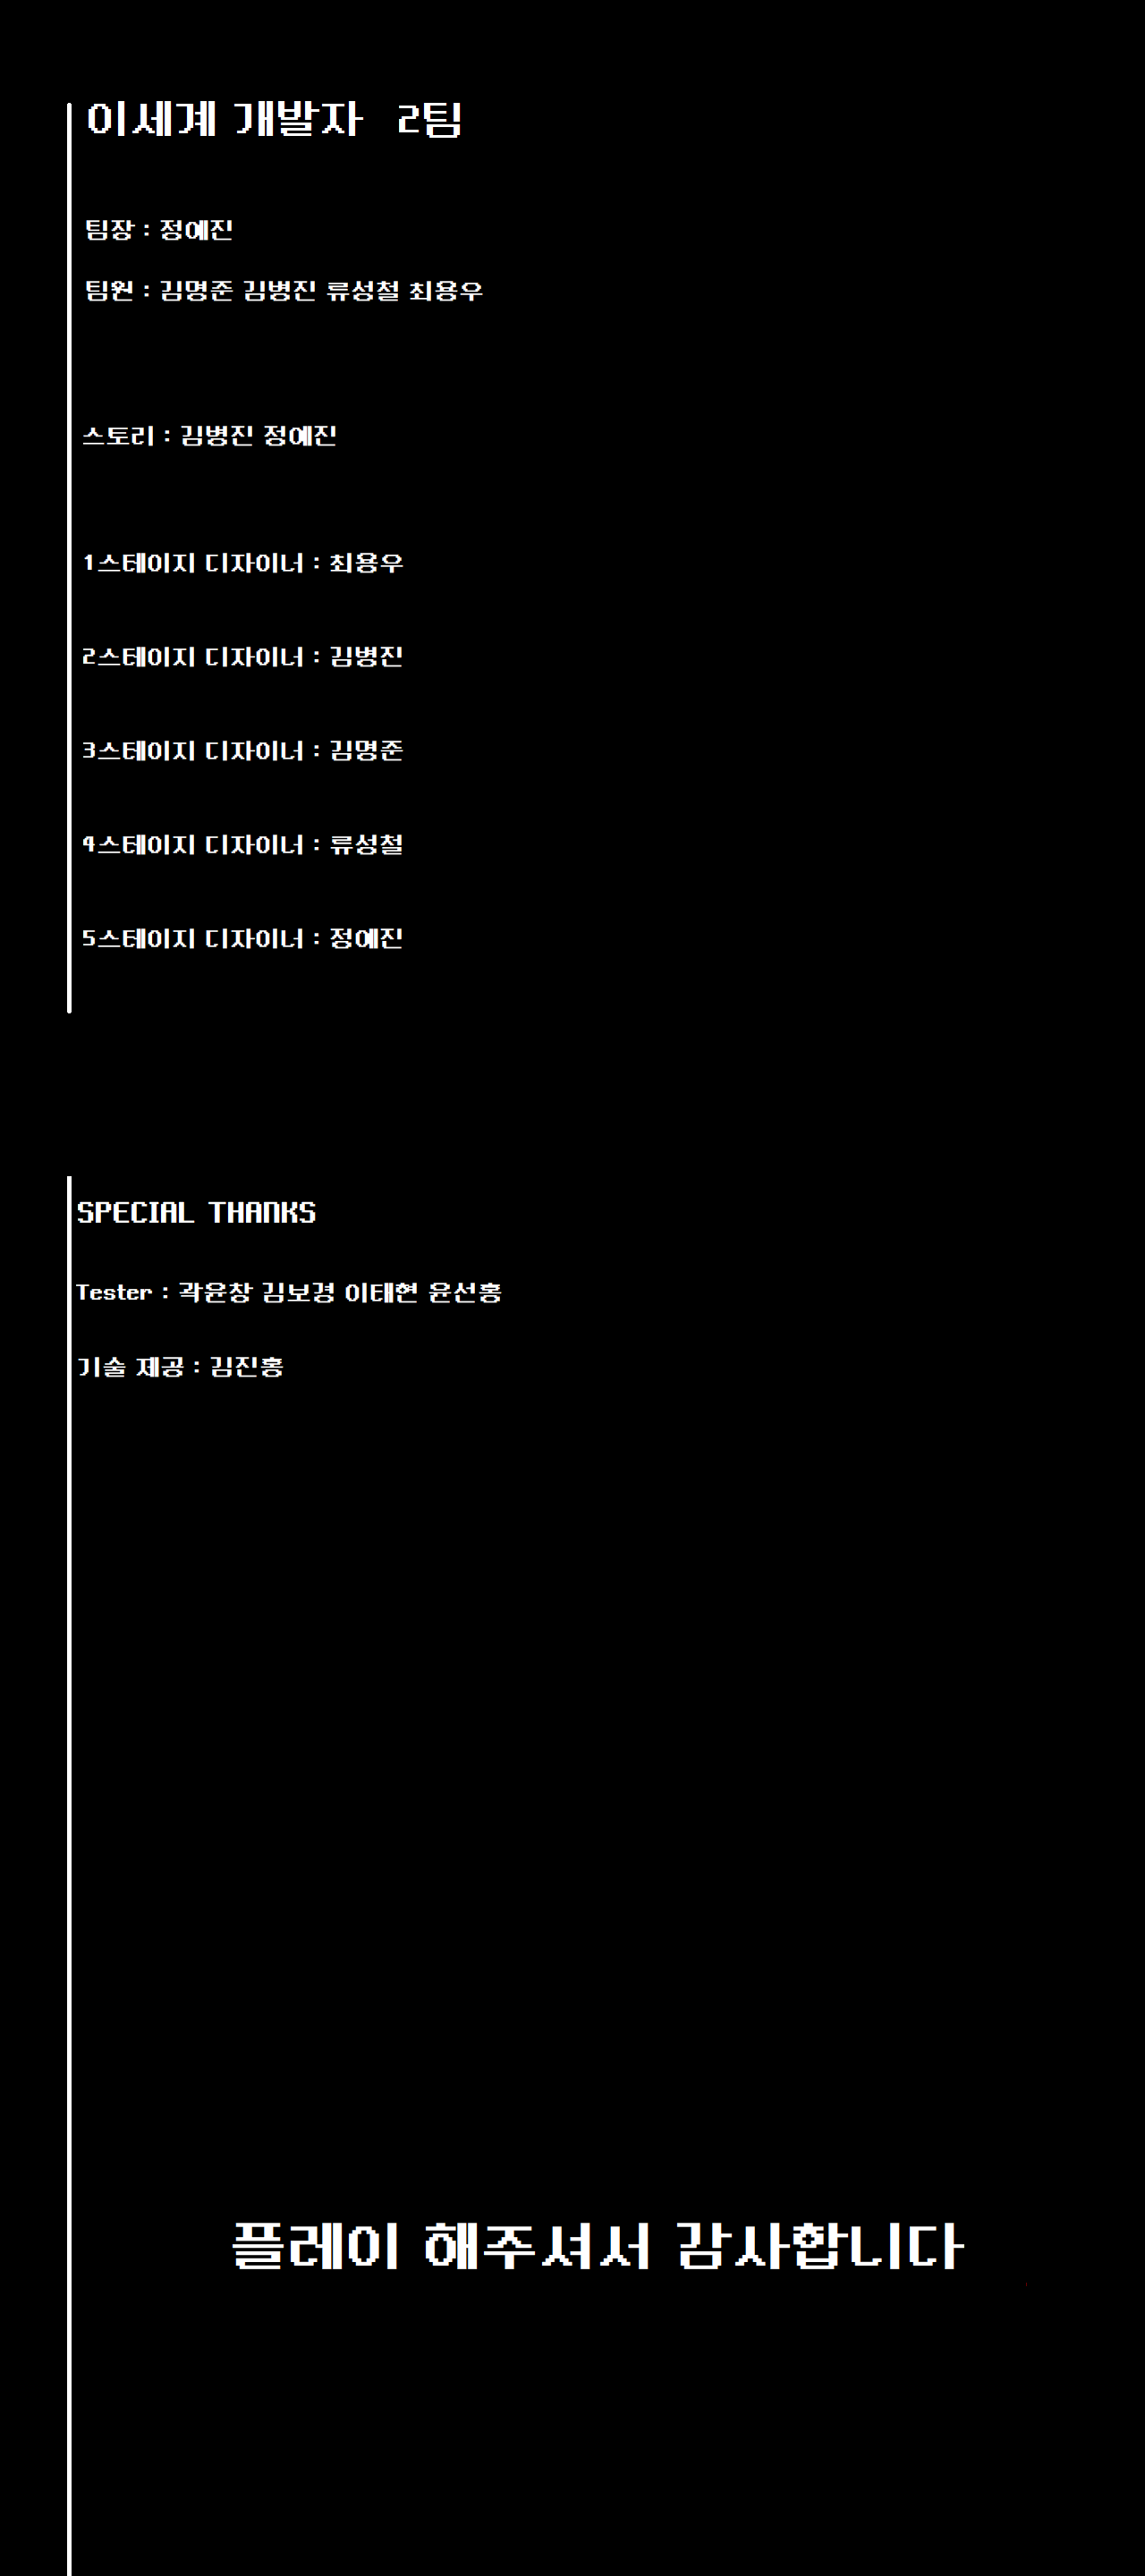 이세계 개발자 2팀
팀장 : 정예진
팀원 : 김명준 김병진 류성철 최용우
스토리 : 김병진 정예진
1스테이지 디자이너 : 최용우
2스테이지 디자이너 : 김병진
3스테이지 디자이너 : 김명준
4스테이지 디자이너 : 류성철
5스테이지 디자이너 : 정예진
SPECIAL THANKS
Tester : 곽윤창 김보경 이태현 윤선홍
기술 제공 : 김진홍
플레이 해주셔서 감사합니다